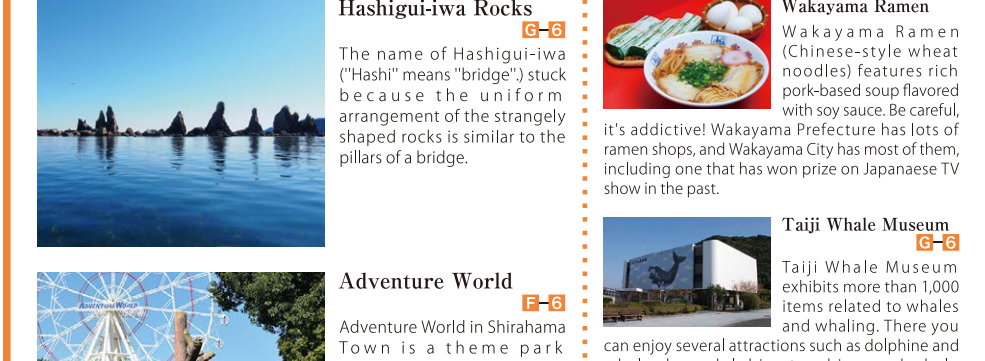 Hashigui-iwa Rocks
G-6
The name of Hashigui-iwa
("Hashi" means "bridge".) stuck
because the uniform
arrangement of the strangely
shaped rocks is similar to the
pillars of a bridge.
ADVENTURE WORLD
Adventure World
F-6
Adventure World in Shirahama
Town is a theme park
Wakayama Ramen
Wakayama Ramen
(Chinese-style wheat
noodles) features rich
pork-based soup flavored
with soy sauce. Be careful,
it's addictive! Wakayama Prefecture has lots of
ramen shops, and Wakayama City has most of them,
including one that has won prize on Japanaese TV
show in the past.
Taiji Whale Museum
G-6
Taiji Whale Museum
exhibits more than 1,000
items related to whales
and whaling. There you
can enjoy several attractions such as dolphine and